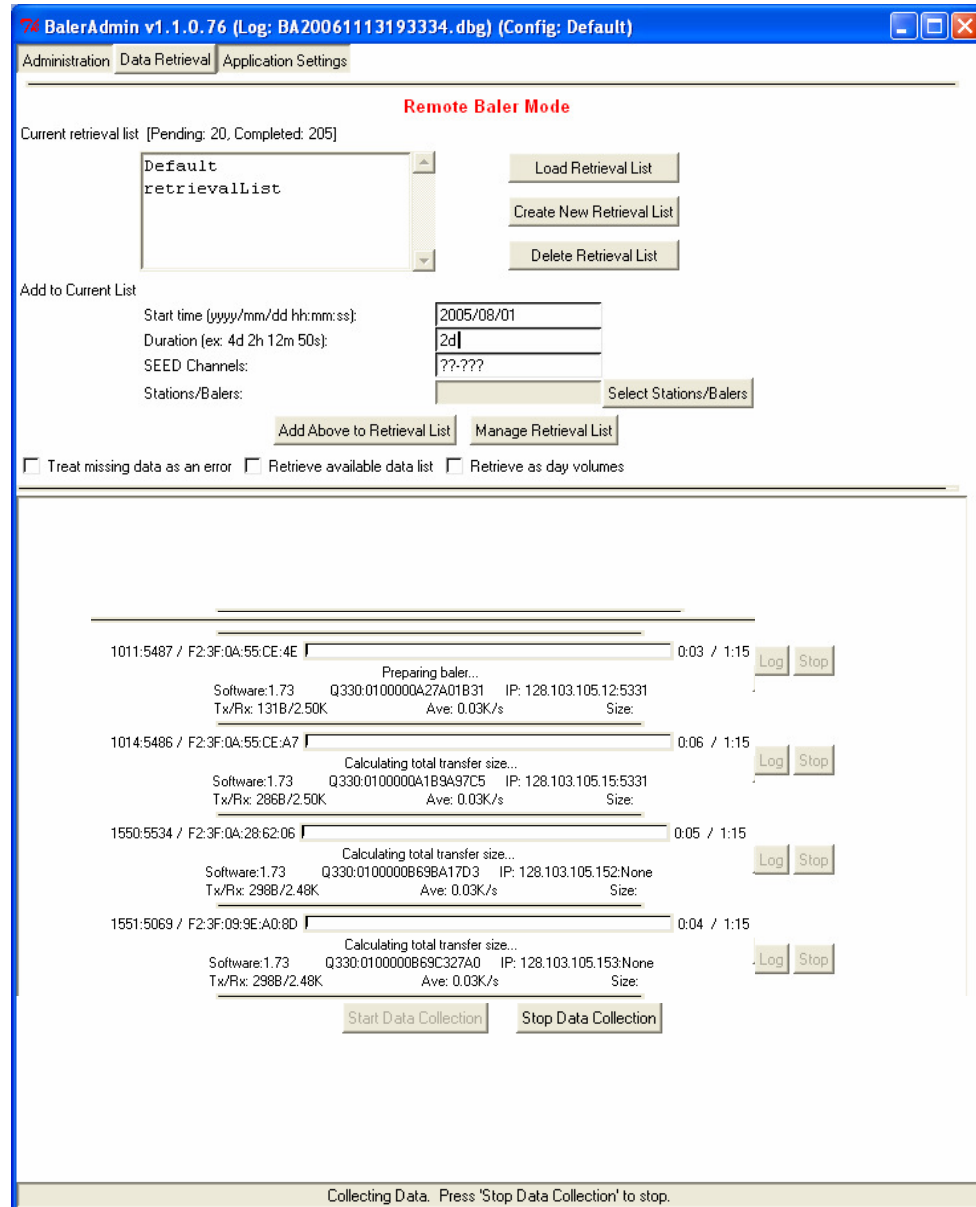 BalerAdmin v1.1.0.76 (Log: BA20061113193334.dbg) (Config: Default)
Administration Data Retrieval Application Settings
Remote Baler Mode
Current retrieval list [Pending: 20, Completed: 205]
Default
retrievalList
Load Retrieval List
Create New Retrieval List
Delete Retrieval List
Add to Current List
Start time (yyyy/mm/dd hh:mm:ss): 2005/08/01
Duration (ex: 4d 2h 12m 50s): 2d
SEED Channels: ??-???
Stations/Balers: Select Stations/Balers
Add Above to Retrieval List Manage Retrieval List
Treat missing data as an error Retrieve available data list Retrieve as day volumes
1011:5487 / F2:3F:0A:55:CE:4E 0:03 / 1:15 Log Stop
Preparing baler...
Software:1.73 Q330:0100000A27A01B31 IP: 128.103.105.12:5331
Tx/Rx: 131B/2.50K Ave: 0.03K/s Size:
1014:5486 / F2:3F:0A:55:CE:A7 0:06 / 1:15 Log Stop
Calculating total transfer size...
Software:1.73 Q330:0100000A1B9A97C5 IP: 128.103.105.15:5331
Tx/Rx: 286B/2.50K Ave: 0.03K/s Size:
1550:5534 / F2:3F:0A:28:62:06 0:05 / 1:15 Log Stop
Calculating total transfer size...
Software:1.73 Q330:0100000B69BA17D3 IP: 128.103.105.152:None
Tx/Rx: 298B/2.48K Ave: 0.03K/s Size:
1551:5069 / F2:3F:09:9E:A0:8D 0:04 / 1:15 Log Stop
Calculating total transfer size...
Software:1.73 Q330:0100000B69C327A0 IP: 128.103.105.153:None
Tx/Rx: 298B/2.48K Ave: 0.03K/s Size:
Start Data Collection Stop Data Collection
Collecting Data. Press 'Stop Data Collection' to stop.